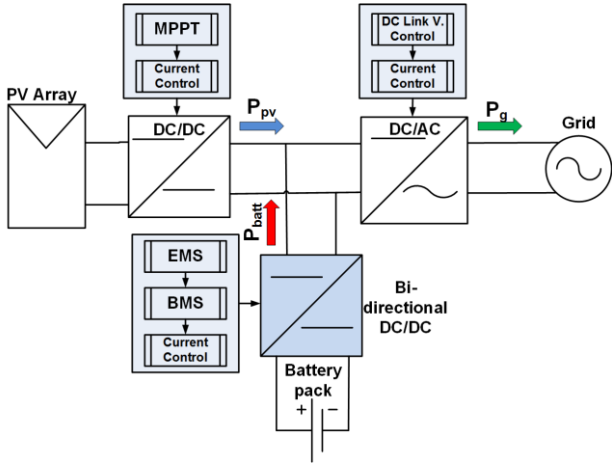 MPPT
Current
Control
DC Link V.
Control
Current
Control
PV Array
DC/DC
P_pv
DC/AC
P_g
Grid
P_batt
EMS
BMS
Current
Control
Bi-
directional
DC/DC
Battery
pack
+ −